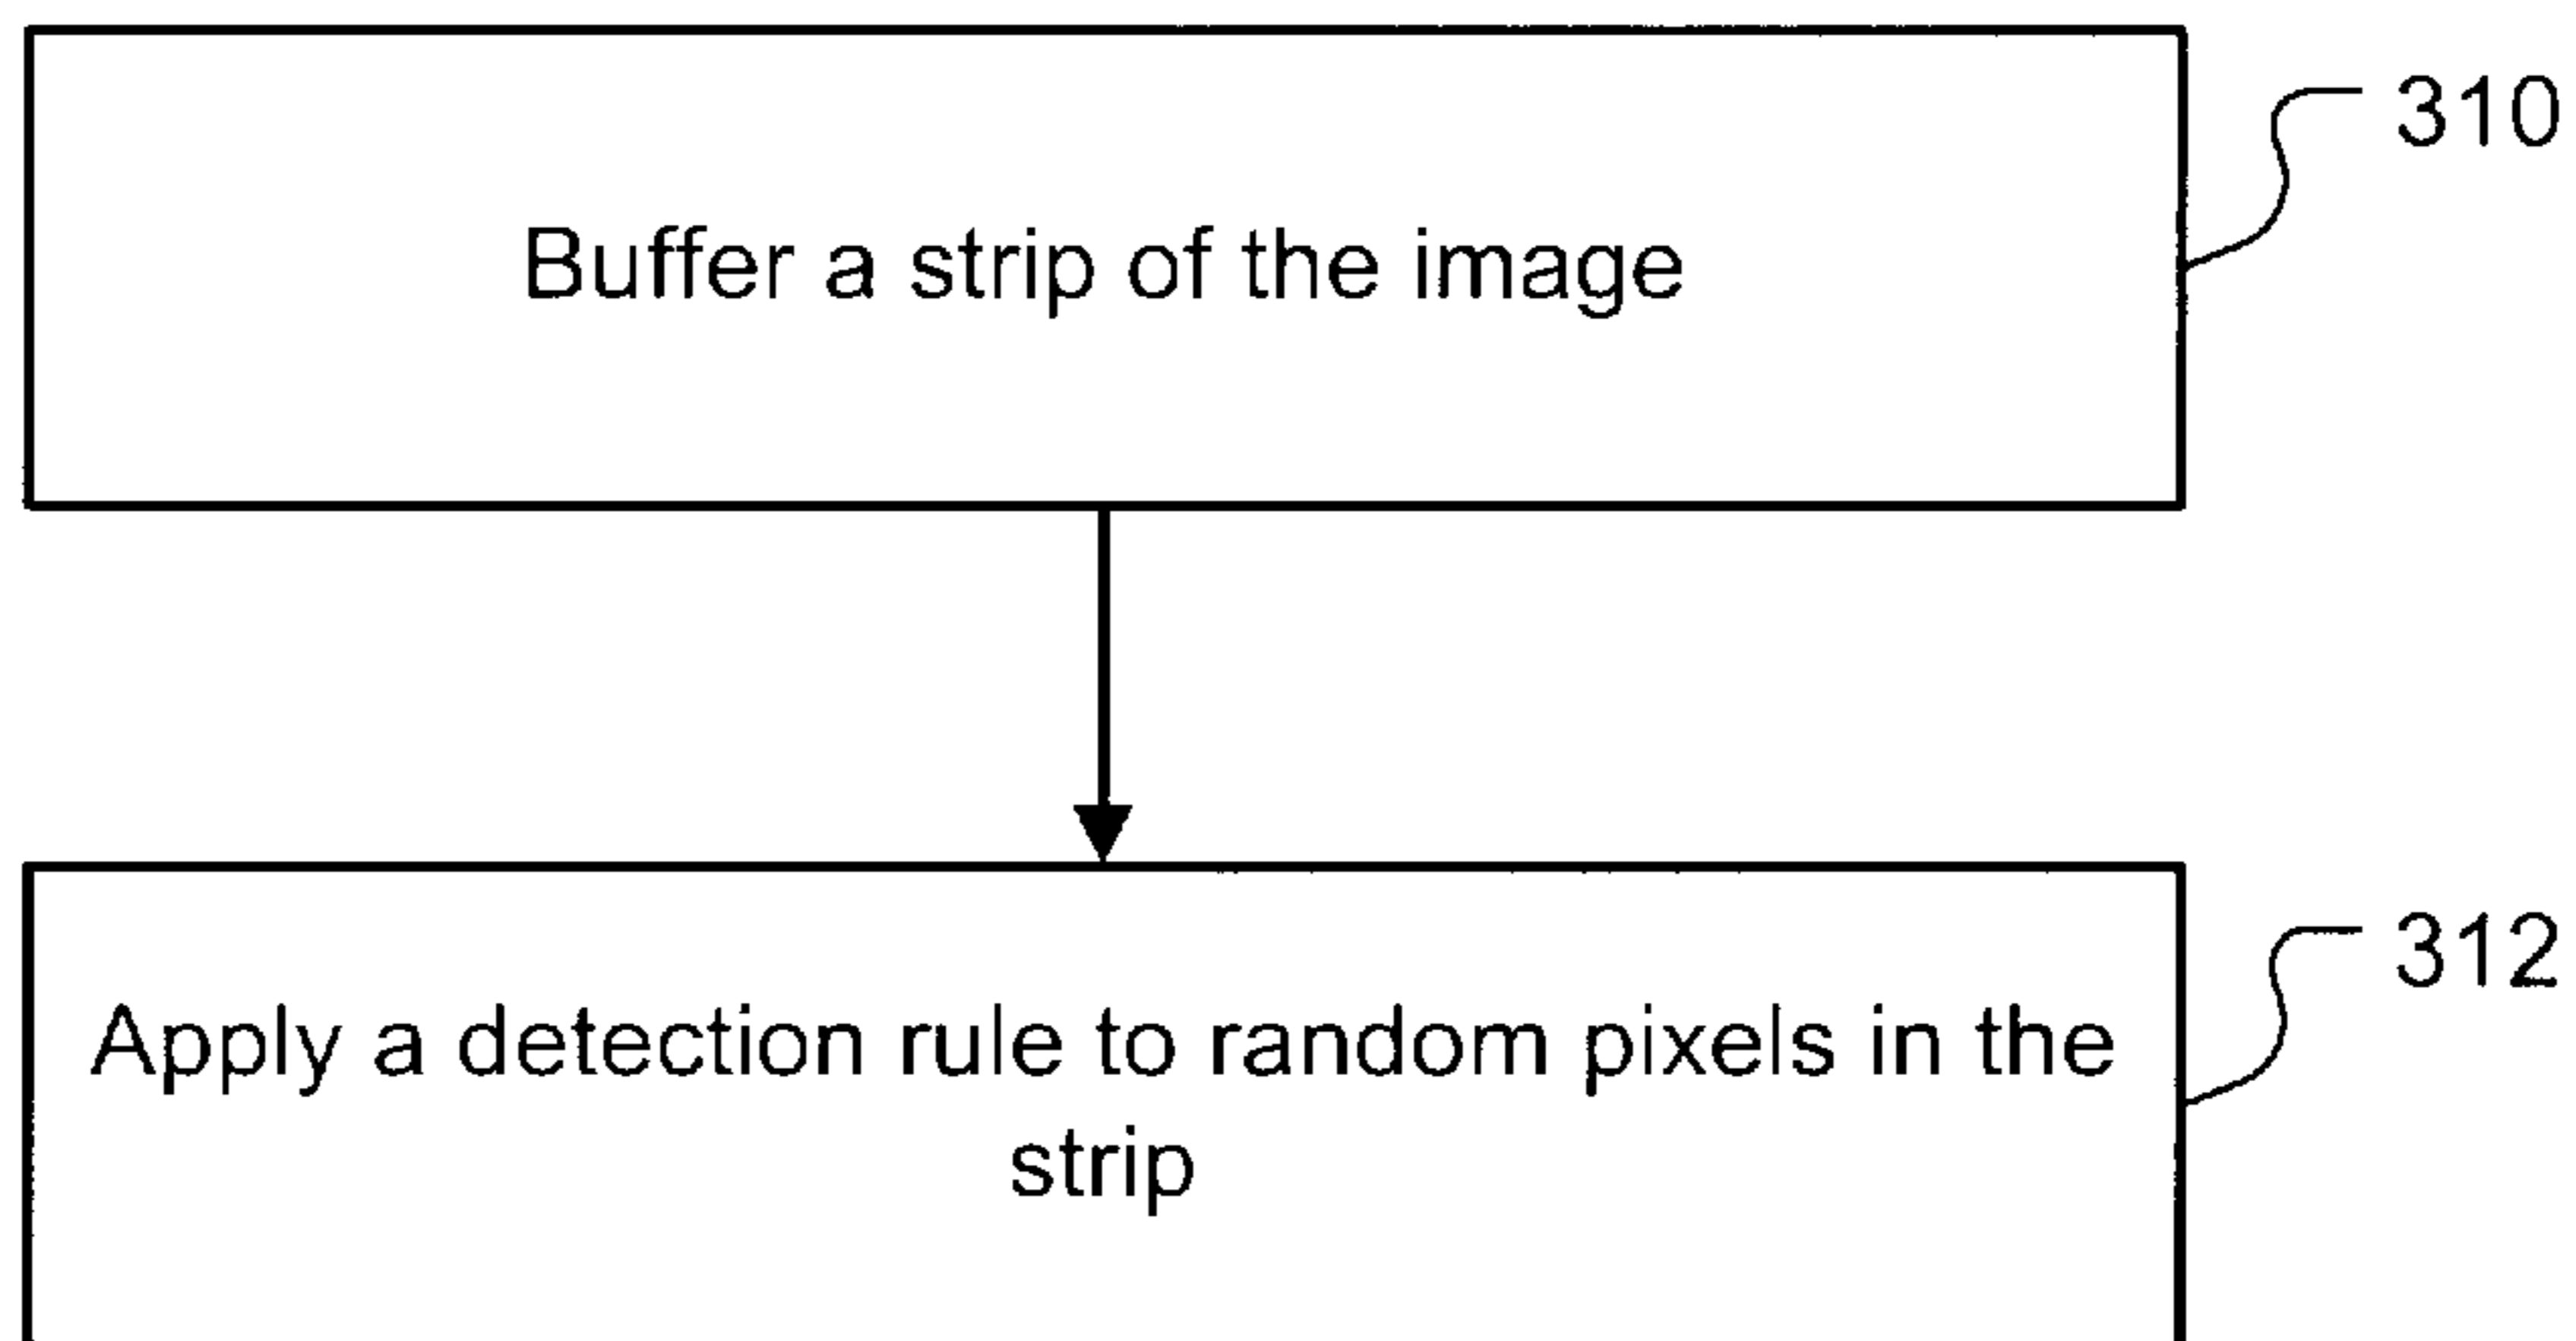 310
Buffer a strip of the image
312
Apply a detection rule to random pixels in the
strip